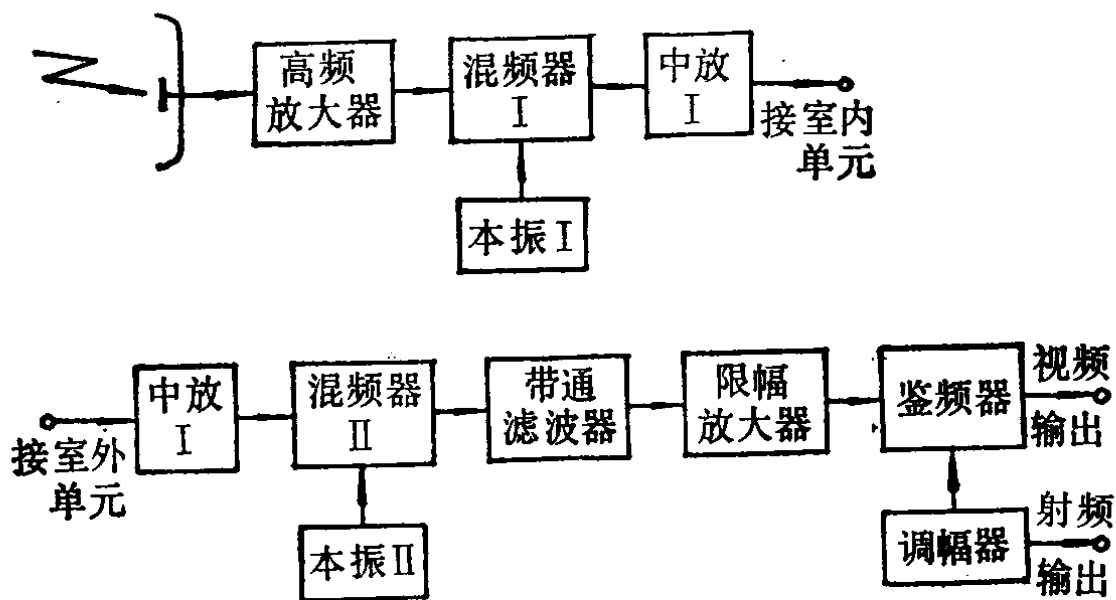 高频
放大器
混频器
I
中放
I
接室内
单元
本振I
中放
I
混频器
II
带通
滤波器
限幅
放大器
鉴频器
视频
输出
接室外
单元
本振II
调幅器
射频
输出